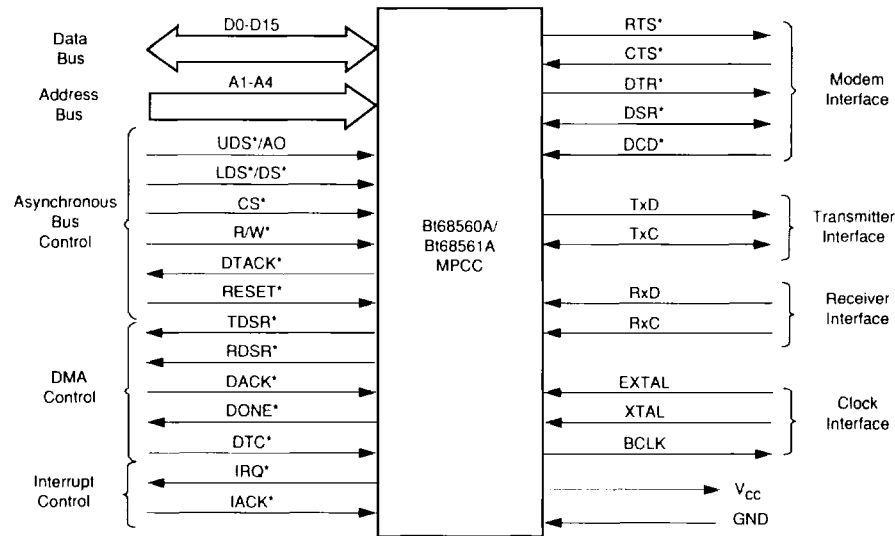 Data
Bus
D0-D15
Address
Bus
A1-A4
Asynchronous
Bus
Control
UDS*/AO
LDS*/DS*
CS*
R/W*
DTACK*
RESET*
DMA
Control
TDSR*
RDSR*
DACK*
DONE*
DTC*
Interrupt
Control
IRQ*
IACK*
Bt68560A/
Bt68561A
MPCC
RTS*
CTS*
DTR*
DSR*
DCD*
Modem
Interface
TxD
TxC
Transmitter
Interface
RxD
RxC
Receiver
Interface
EXTAL
XTAL
BCLK
Clock
Interface
VCC
GND